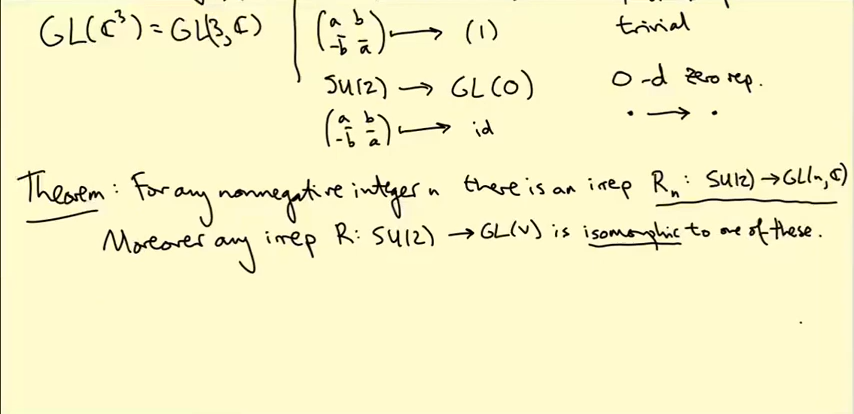 GL(ℂ³) = GL(3,ℂ)
(a b -b̄ ā) ⟼ (1) trivial
SU(2) → GL(0) 0-d zero rep.
(a b -b̄ ā) ⟼ id · → ·
Theorem: For any nonnegative integer n there is an irrep Rₙ: SU(2) → GL(n,ℂ)
Moreover any irrep R: SU(2) → GL(V) is isomorphic to one of these.